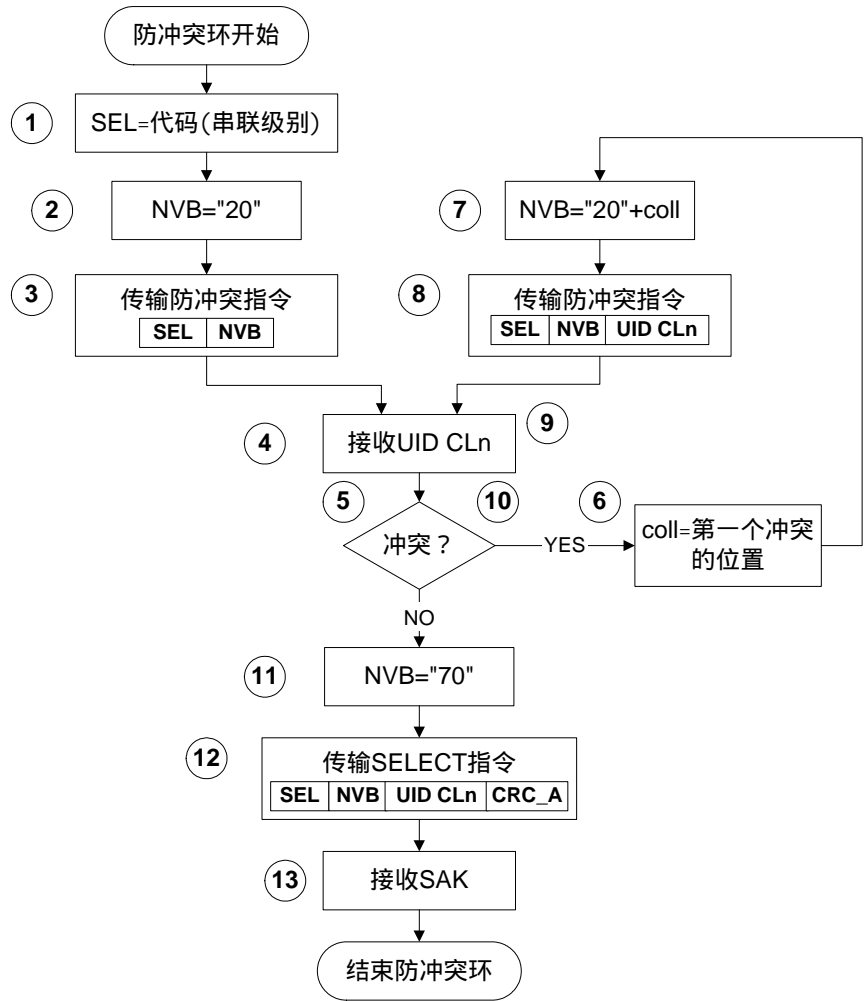 防冲突环开始
1
SEL=代码(串联级别)
2
NVB="20"
7
NVB="20"+coll
3
传输防冲突指令
SEL NVB
8
传输防冲突指令
SEL NVB UID CLn
4
接收UID CLn
9
5
10
6
冲突？
YES
coll=第一个冲突
的位置
NO
11
NVB="70"
12
传输SELECT指令
SEL NVB UID CLn CRC_A
13
接收SAK
结束防冲突环